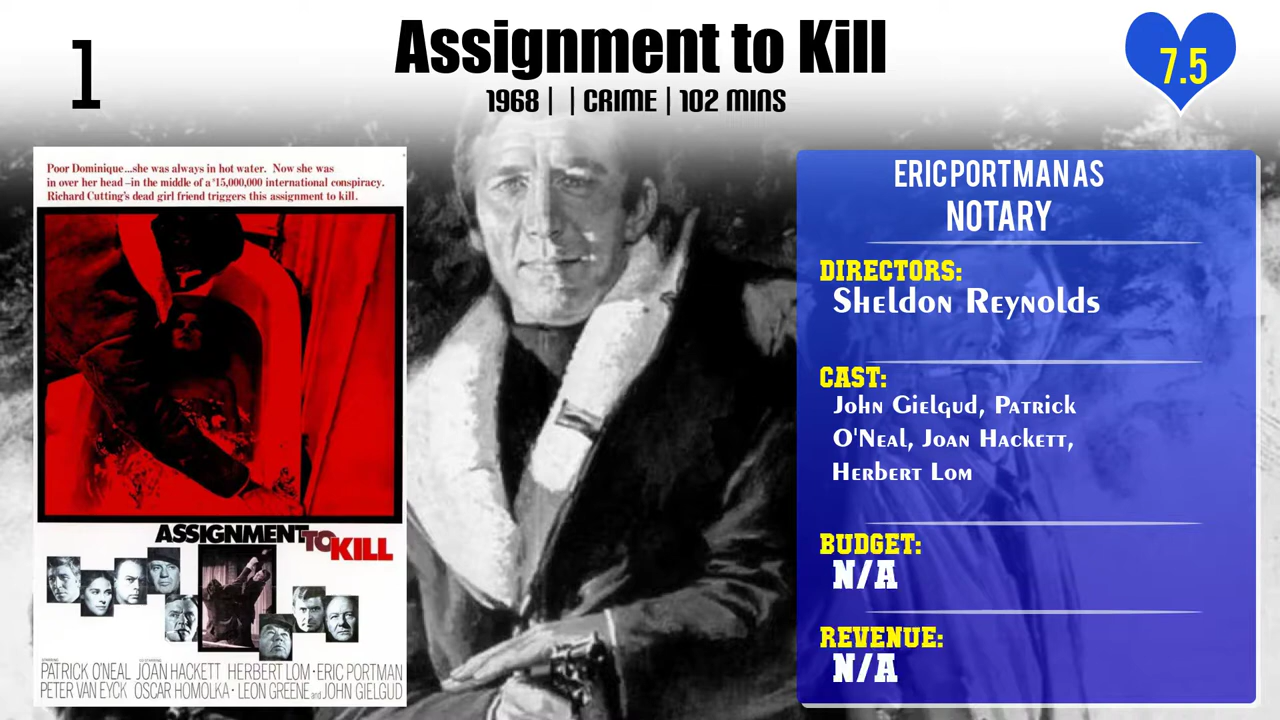 1
Assignment to Kill
1968 | | CRIME | 102 MINS
7.5
Poor Dominique...she was always in hot water. Now she was
in over her head –in the middle of a $15,000,000 international conspiracy.
Richard Cutting's dead girl friend triggers this assignment to kill.
ASSIGNMENT TO KILL
PATRICK O'NEAL JOAN HACKETT HERBERT LOM • ERIC PORTMAN
PETER VAN EYCK OSCAR HOMOLKA • LEON GREENE and JOHN GIELGUD
ERIC PORTMAN AS
NOTARY
DIRECTORS:
Sheldon Reynolds
CAST:
John Gielgud, Patrick
O'Neal, Joan Hackett,
Herbert Lom
BUDGET:
N/A
REVENUE:
N/A